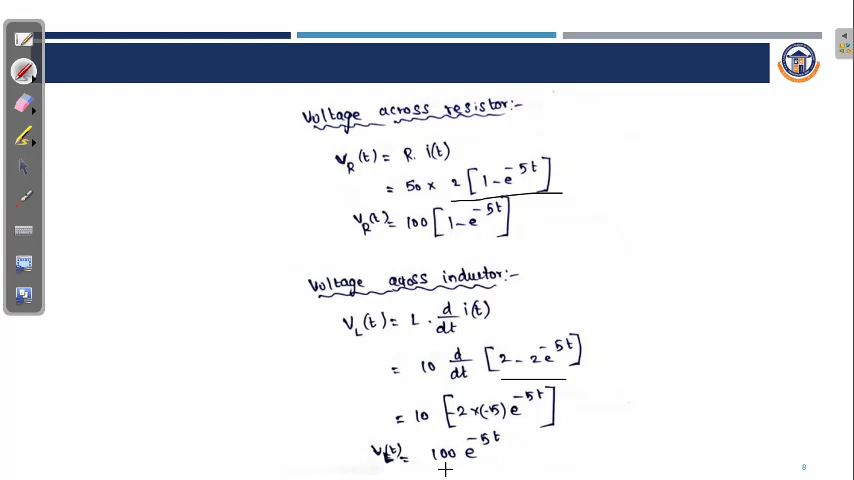 Voltage across resistor:-
V_R(t) = R. i(t)
= 50 × 2 [1 - e^{-5t}]
V_R(t) = 100 [1 - e^{-5t}]
Voltage across inductor:-
V_L(t) = L . d/dt i(t)
= 10 d/dt [2 - 2e^{-5t}]
= 10 [-2 × (-5) e^{-5t}]
V_L(t) = 100 e^{-5t}
8